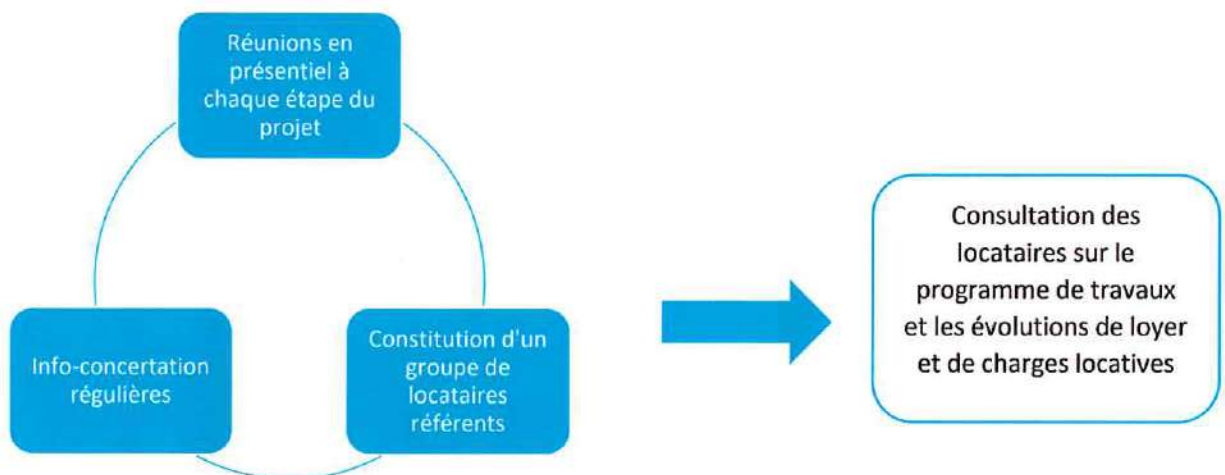 Réunions en
présentiel à
chaque étape du
projet
Info-concertation
régulières
Constitution d'un
groupe de
locataires
référents
Consultation des
locataires sur le
programme de travaux
et les évolutions de loyer
et de charges locatives